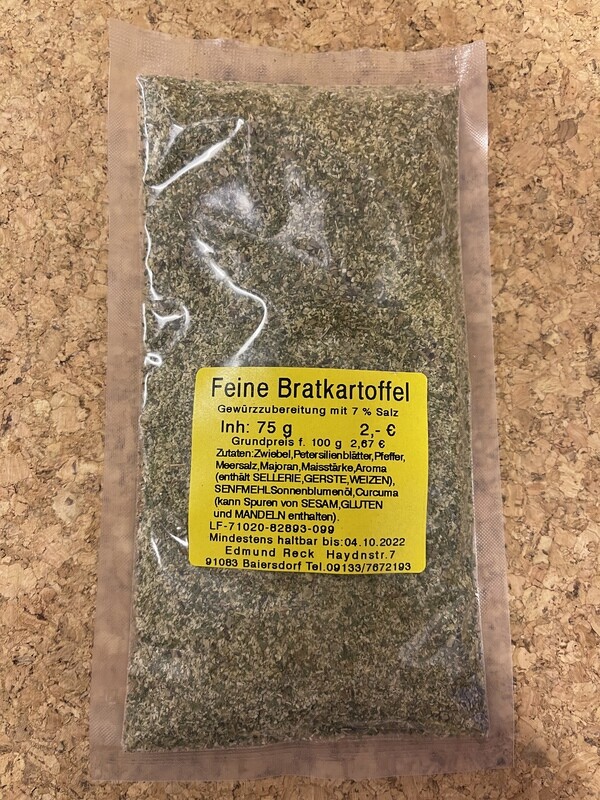 Feine Bratkartoffel
Gewürzzubereitung mit 7 % Salz
Inh: 75 g 2,- €
Grundpreis f. 100 g 2,67 €
Zutaten:Zwiebel,Petersilienblätter,Pfeffer,
Meersalz,Majoran,Maisstärke,Aroma
(enthält SELLERIE,GERSTE,WEIZEN),
SENFMEHLSonnenblumenöl,Curcuma
(kann Spuren von SESAM,GLUTEN
und MANDELN enthalten).
LF-71020-82893-099
Mindestens haltbar bis:04.10.2022
Edmund Reck Haydnstr.7
91083 Baiersdorf Tel.09133/7672193